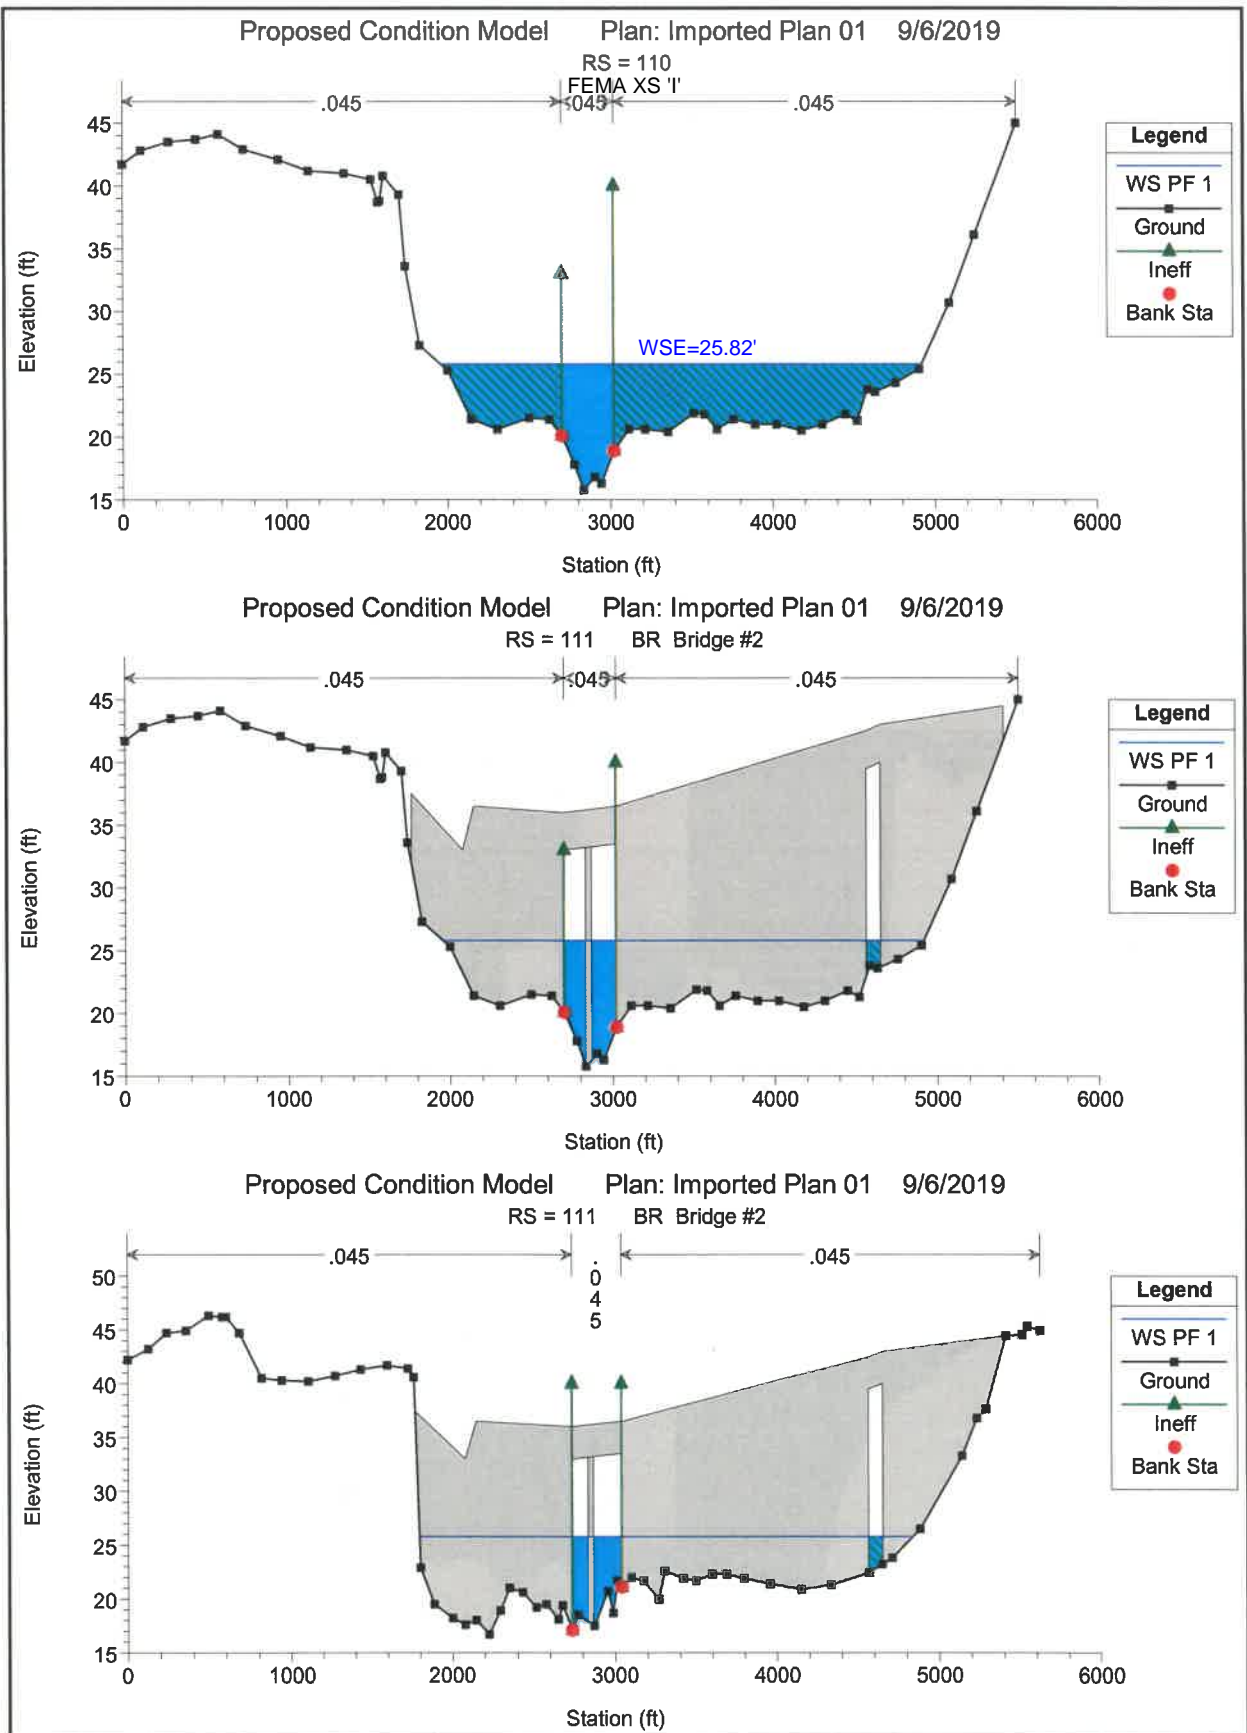 Proposed Condition Model Plan: Imported Plan 01 9/6/2019
RS = 110
FEMA XS 'I'
.045 .045 .045
45
40
35
30
25
20
15
Elevation (ft)
WSE=25.82'
0 1000 2000 3000 4000 5000 6000
Station (ft)
Legend
WS PF 1
Ground
Ineff
Bank Sta
Proposed Condition Model Plan: Imported Plan 01 9/6/2019
RS = 111 BR Bridge #2
.045 .045 .045
45
40
35
30
25
20
15
Elevation (ft)
0 1000 2000 3000 4000 5000 6000
Station (ft)
Legend
WS PF 1
Ground
Ineff
Bank Sta
Proposed Condition Model Plan: Imported Plan 01 9/6/2019
RS = 111 BR Bridge #2
.045 .045
.
0
4
5
50
45
40
35
30
25
20
15
Elevation (ft)
0 1000 2000 3000 4000 5000 6000
Station (ft)
Legend
WS PF 1
Ground
Ineff
Bank Sta